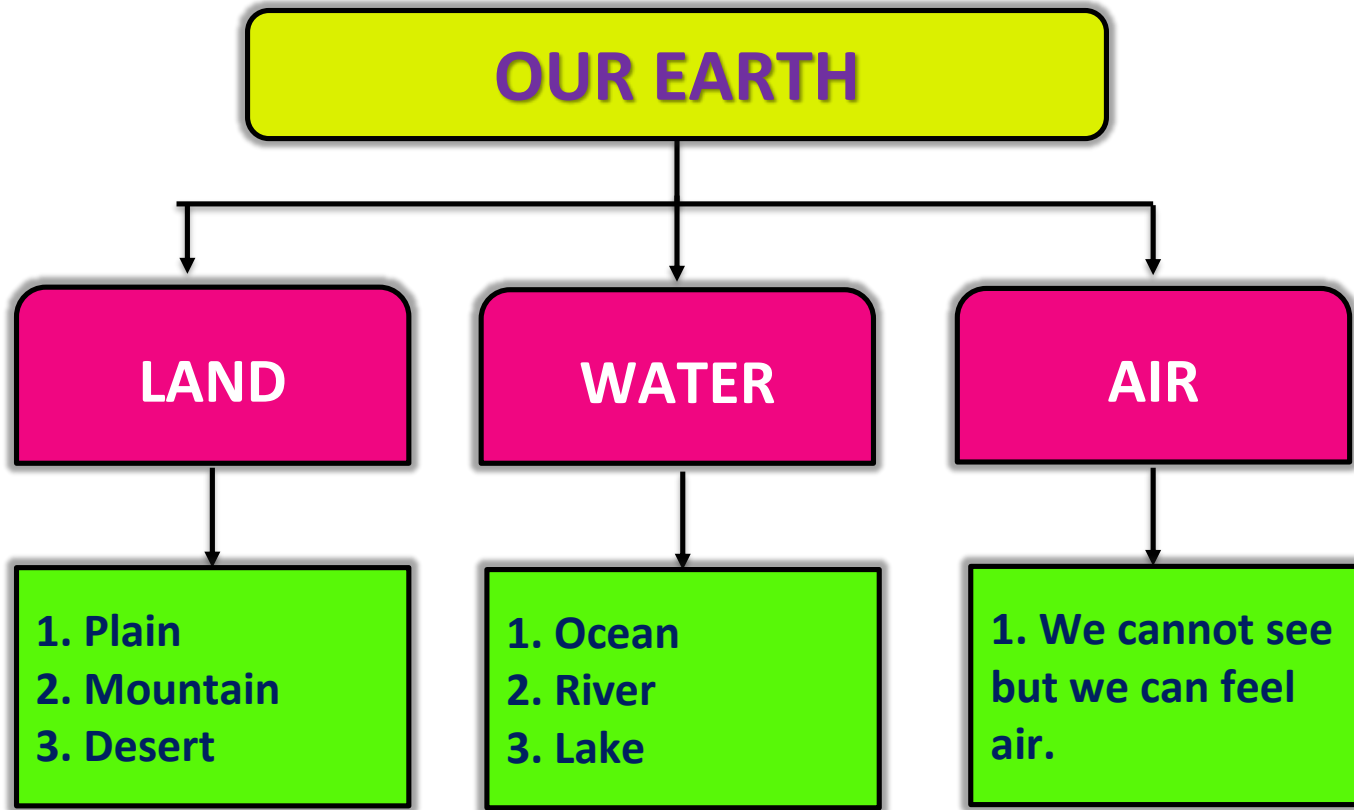 OUR EARTH
LAND
WATER
AIR
1. Plain
2. Mountain
3. Desert
1. Ocean
2. River
3. Lake
1. We cannot see
but we can feel
air.